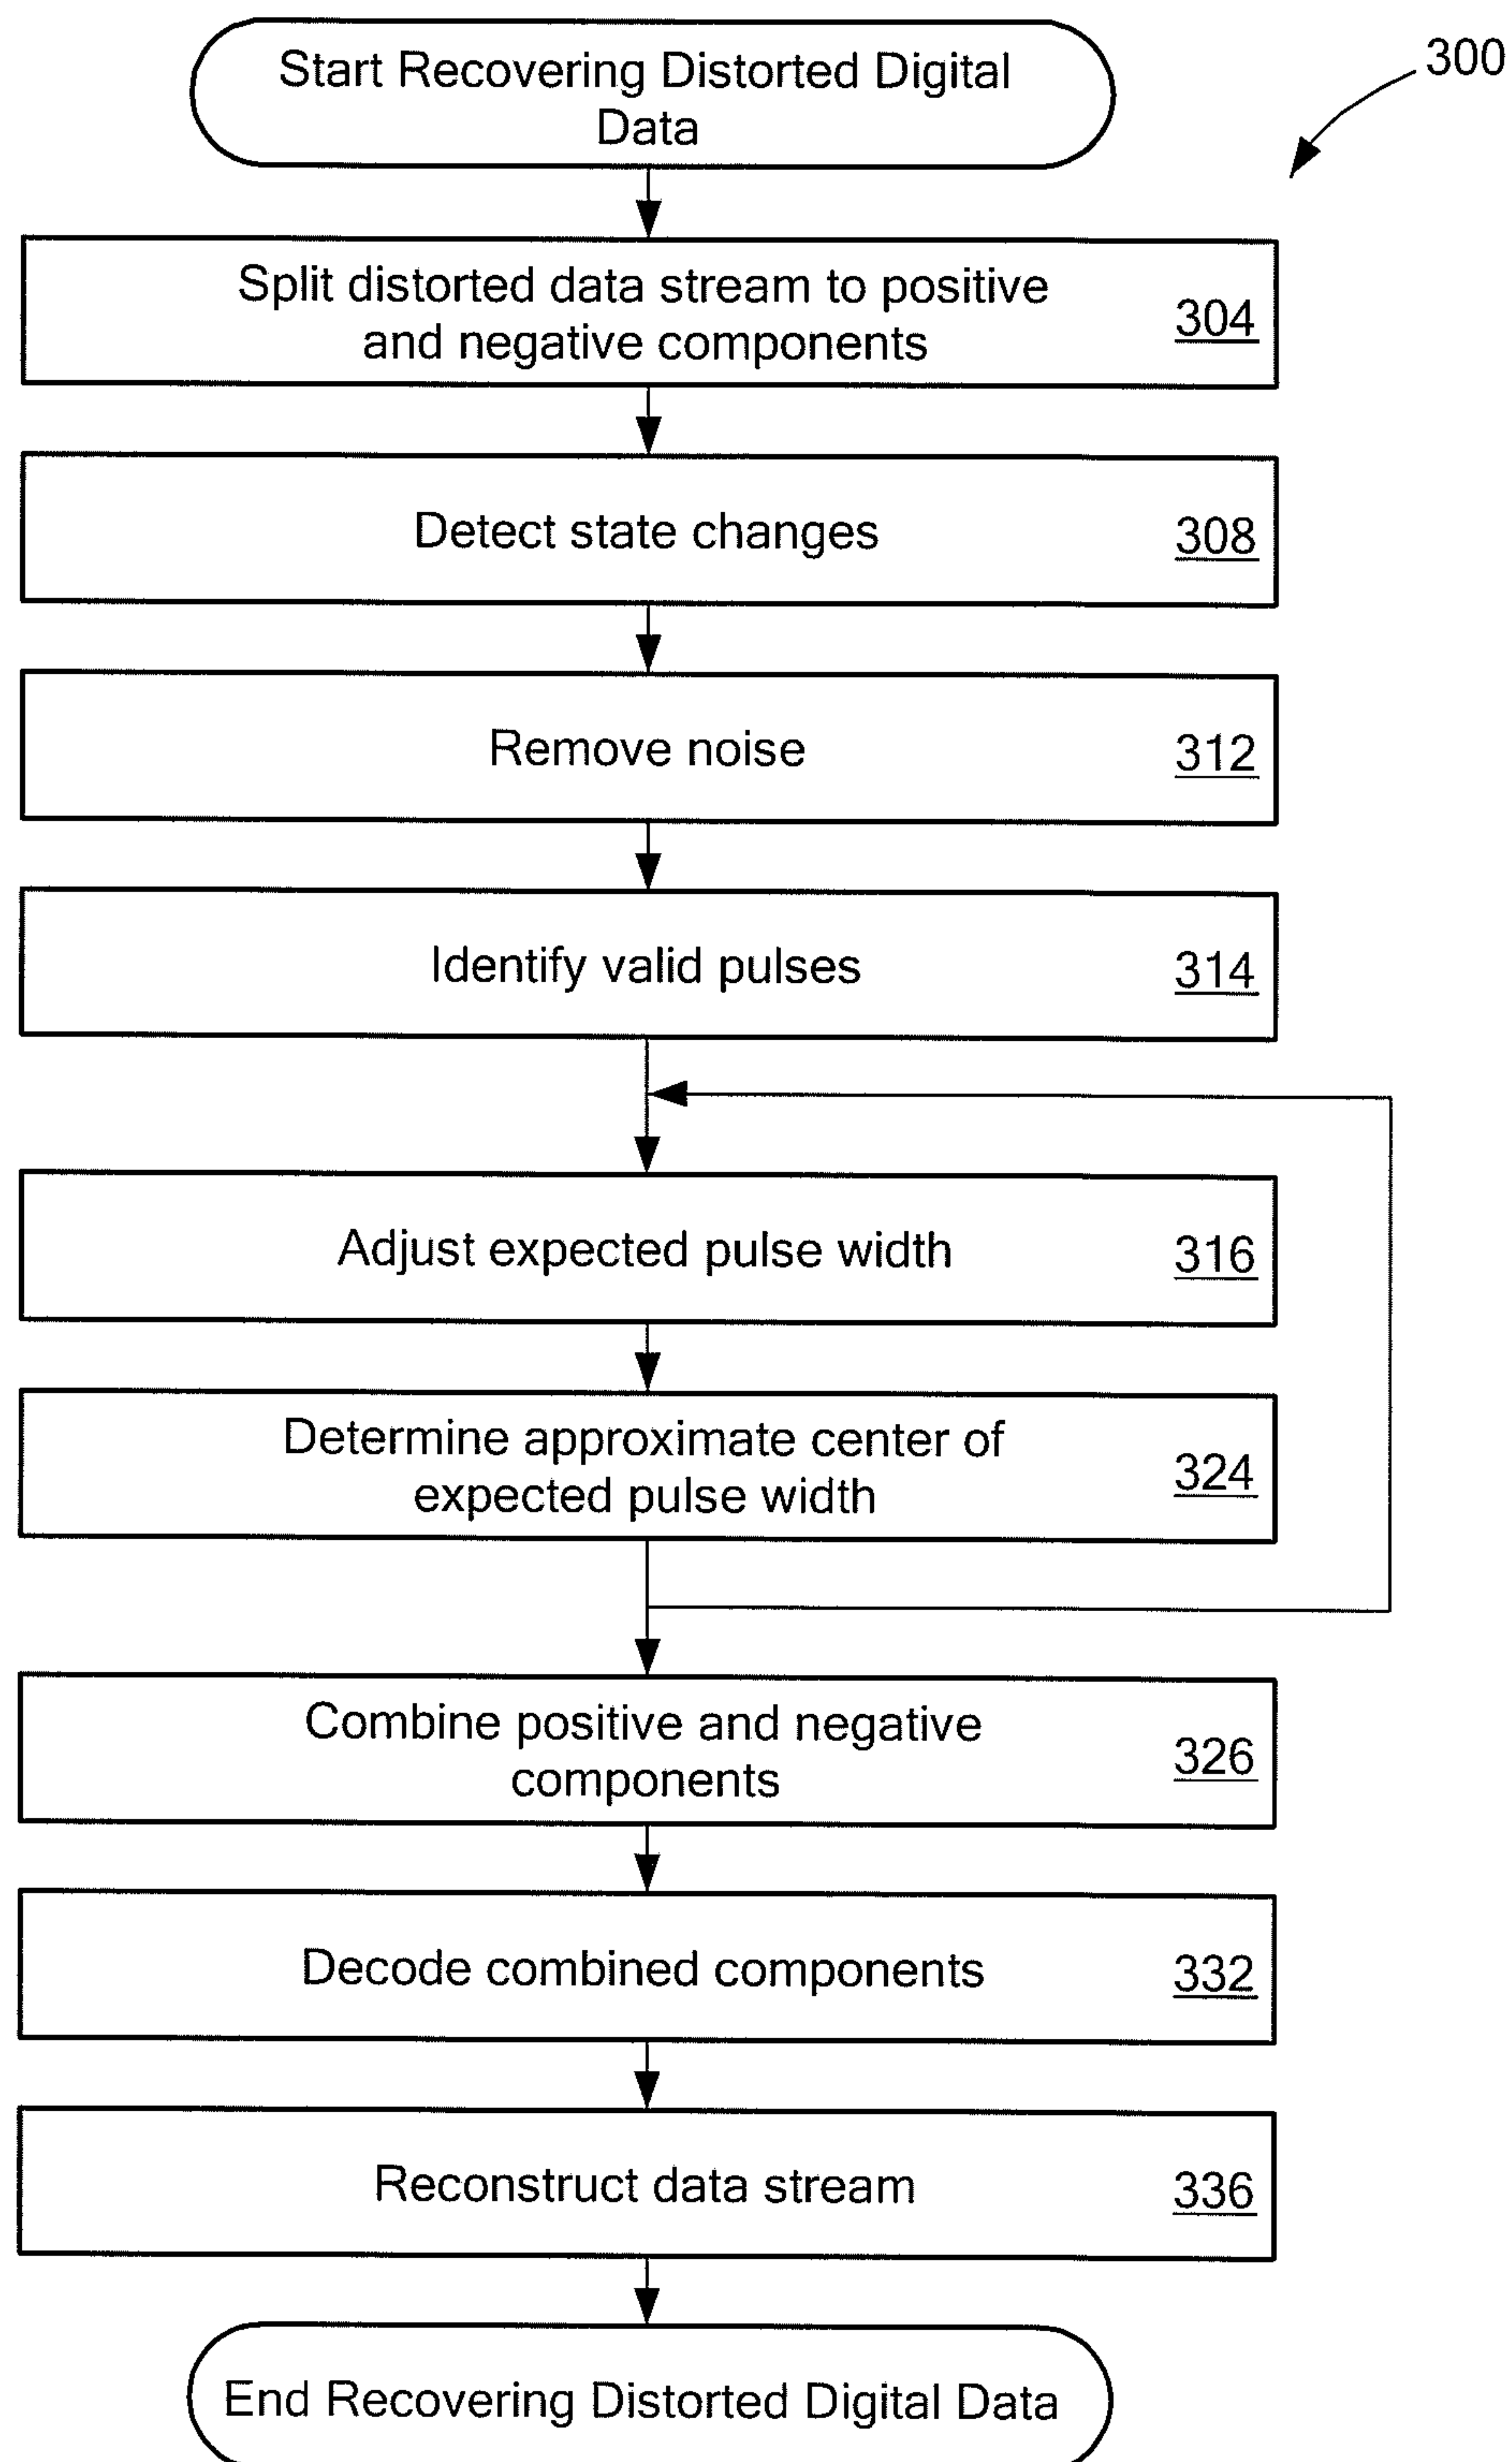 Start Recovering Distorted Digital
Data
300
Split distorted data stream to positive
and negative components
304
Detect state changes
308
Remove noise
312
Identify valid pulses
314
Adjust expected pulse width
316
Determine approximate center of
expected pulse width
324
Combine positive and negative
components
326
Decode combined components
332
Reconstruct data stream
336
End Recovering Distorted Digital Data